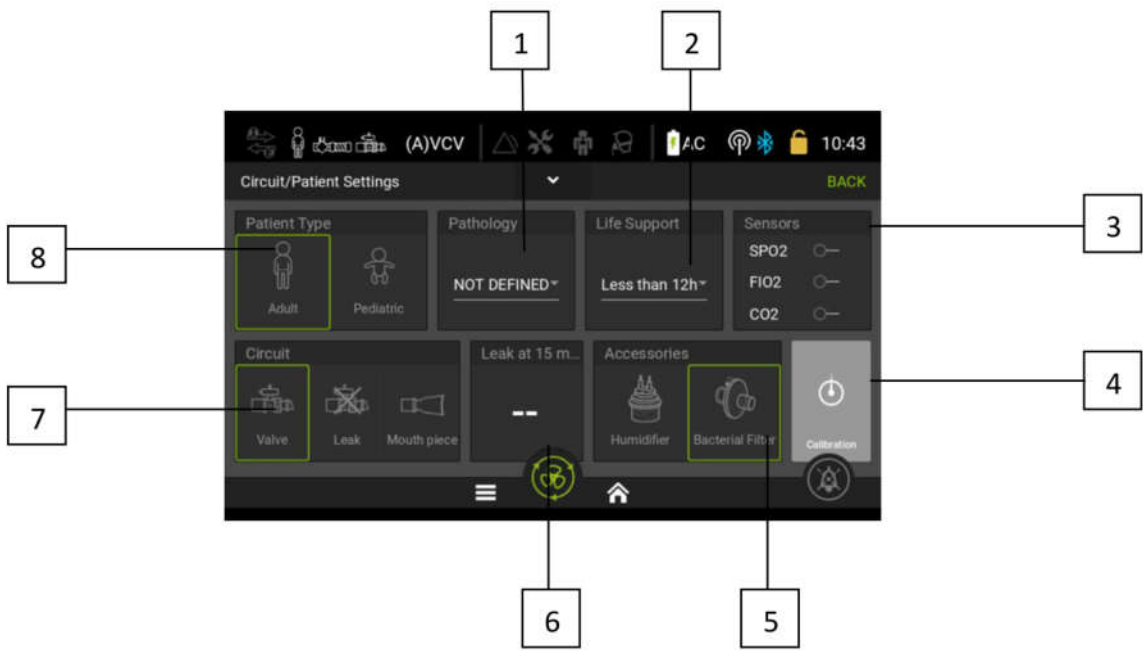 1
2
(A)VCV
AC
10:43
Circuit/Patient Settings
BACK
Patient Type
Pathology
Life Support
Sensors
3
8
SPO2
NOT DEFINED
Less than 12h
FIO2
Adult
Pediatric
CO2
Circuit
Leak at 15 m...
Accessories
4
7
--
Valve
Leak
Mouth piece
Humidifier
Bacterial Filter
Calibration
6
5